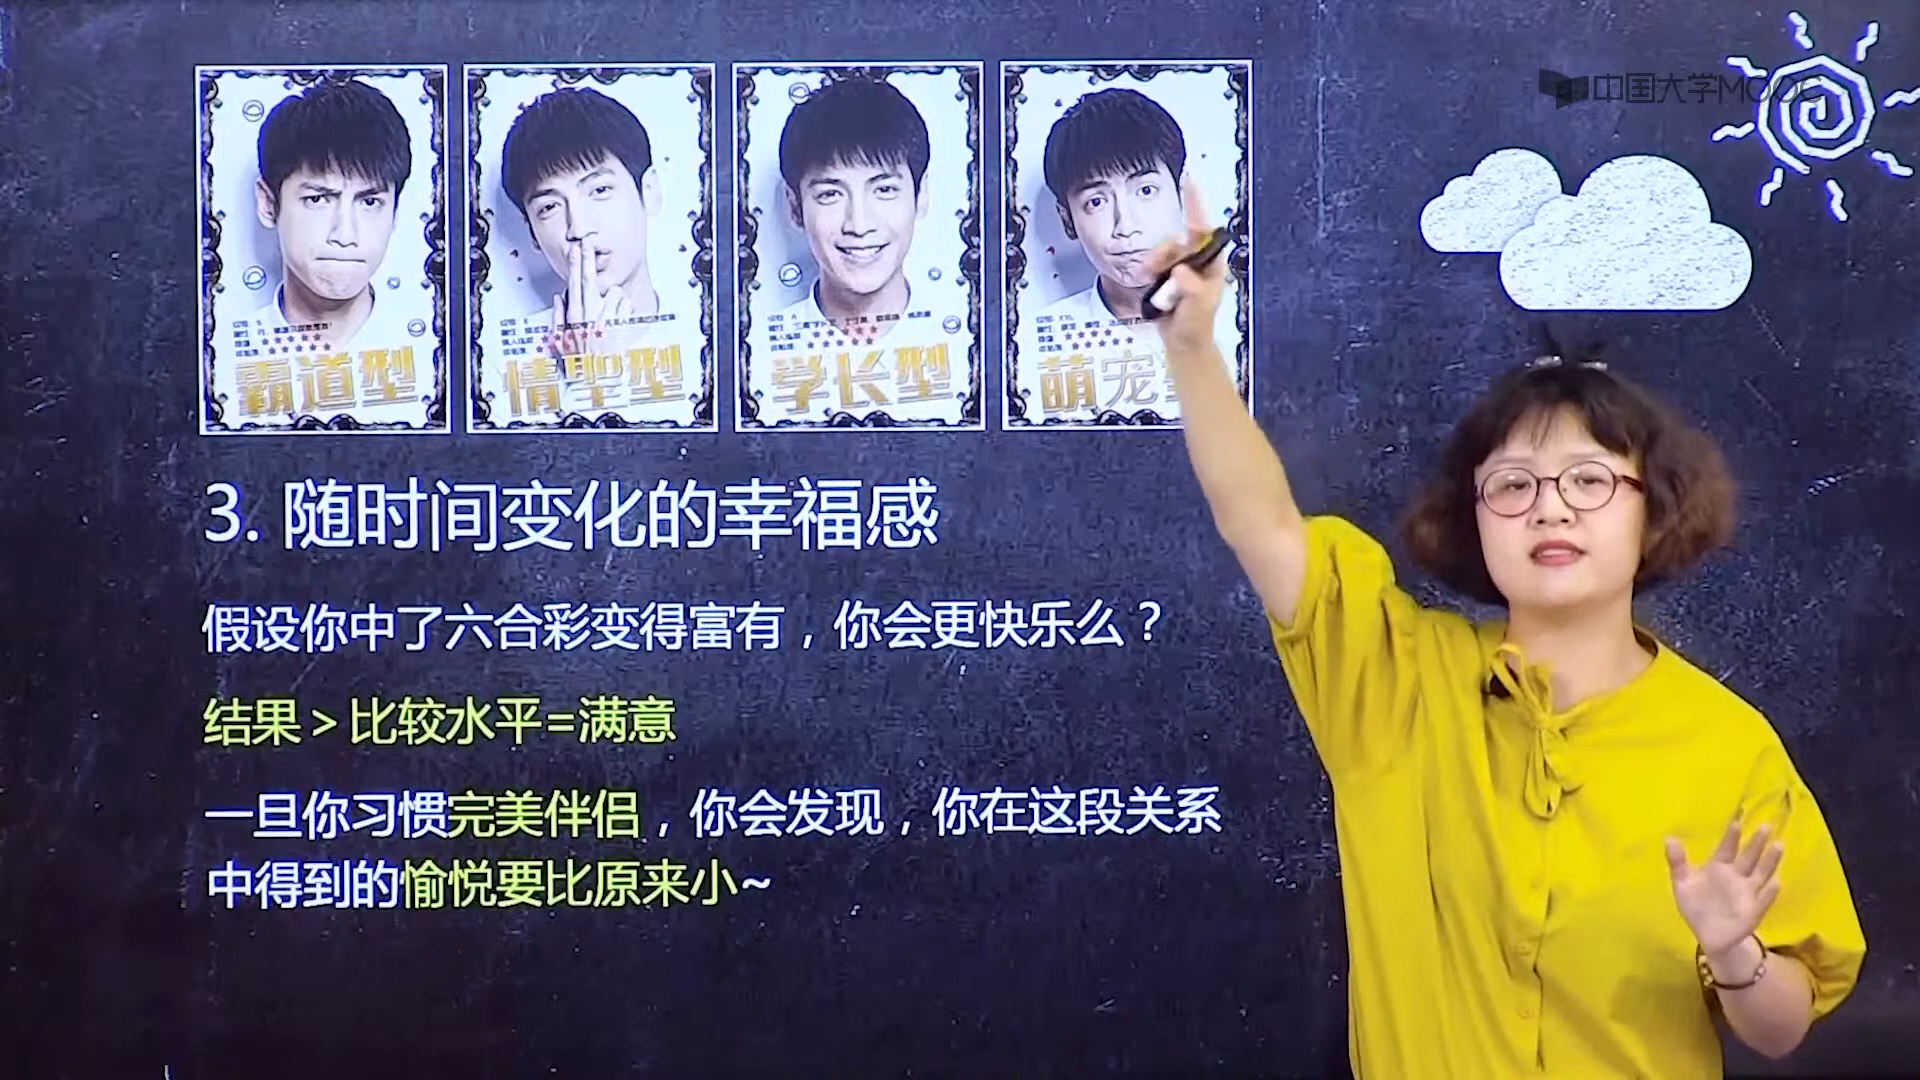 中国大学MOOC
霸道型
情聖型
学长型
萌宠
3. 随时间变化的幸福感
假设你中了六合彩变得富有，你会更快乐么？
结果＞比较水平=满意
一旦你习惯完美伴侣，你会发现，你在这段关系
中得到的愉悦要比原来小~